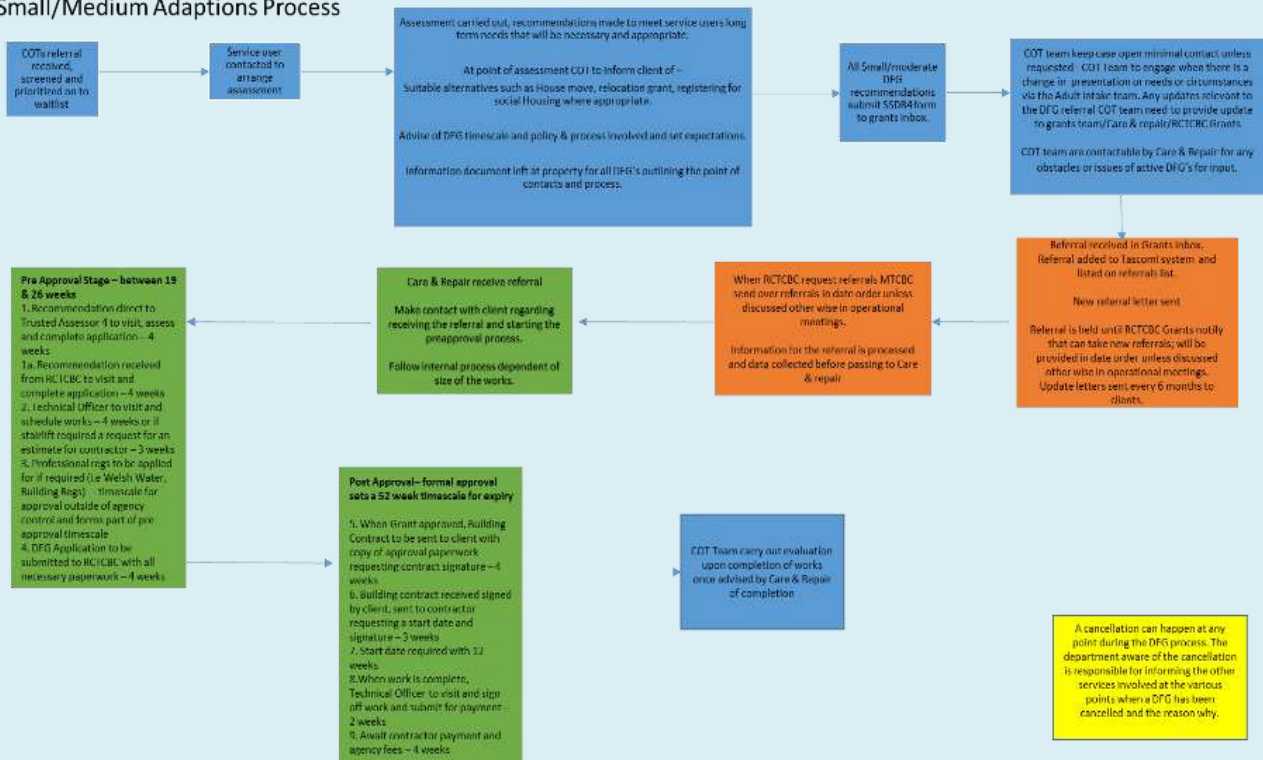 Small/Medium Adaptions Process
COTs referral
received,
screened and
prioritized on to
waitlist
Service user
contacted to
arrange
assessment
Assessment carried out, recommendations made to meet service users long
term needs that will be necessary and appropriate.
At point of assessment COT to inform client of –
Suitable alternatives such as House move, relocation grant, registering for
social Housing where appropriate.
Advise of DFG timescale and policy & process involved and set expectations.
Information document left at property for all DFG's outlining the point of
contacts and process.
All Small/moderate
DFG
recommendations
submit SSDB4 form
to grants inbox.
COT team keep case open minimal contact unless
requested - COT Team to engage when there is a
change in presentation or needs or circumstances
via the Adult intake team. Any updates relevant to
the DFG referral COT team need to provide update
to grants team/Care & repair/RCTCBC Grants
COT team are contactable by Care & Repair for any
obstacles or issues of active DFG's for input.
Referral received in Grants inbox.
Referral added to Tascomi system and
listed on referrals list.
New referral letter sent
Referral is held until RCTCBC Grants notify
that can take new referrals; will be
provided in date order unless discussed
other wise in operational meetings.
Update letters sent every 6 months to
clients.
When RCTCBC request referrals MTCBC
send over referrals in date order unless
discussed other wise in operational
meetings.
Information for the referral is processed
and data collected before passing to Care
& repair
Care & Repair receive referral
Make contact with client regarding
receiving the referral and starting the
preapproval process.
Follow internal process dependent of
size of the works.
Pre Approval Stage – between 19
& 26 weeks
1. Recommendation direct to
Trusted Assessor 4 to visit, assess
and complete application – 4
weeks
1a. Recommendation received
from RCTCBC to visit and
complete application – 4 weeks
2. Technical Officer to visit and
schedule works – 4 weeks or if
stairlift required a request for an
estimate for contractor – 3 weeks
3. Professional regs to be applied
for if required (i.e Welsh Water,
Building Regs) – timescale for
approval outside of agency
control and forms part of pre
approval timescale
4. DFG Application to be
submitted to RCTCBC with all
necessary paperwork – 4 weeks
Post Approval– formal approval
sets a 52 week timescale for expiry
5. When Grant approved, Building
Contract to be sent to client with
copy of approval paperwork
requesting contract signature – 4
weeks
6. Building contract received signed
by client, sent to contractor
requesting a start date and
signature – 3 weeks
7. Start date required with 12
weeks.
8.When work is complete,
Technical Officer to visit and sign
off work and submit for payment -
2 weeks
9. Await contractor payment and
agency fees – 4 weeks
COT Team carry out evaluation
upon completion of works
once advised by Care & Repair
of completion
A cancellation can happen at any
point during the DFG process. The
department aware of the cancellation
is responsible for informing the other
services involved at the various
points when a DFG has been
cancelled and the reason why.